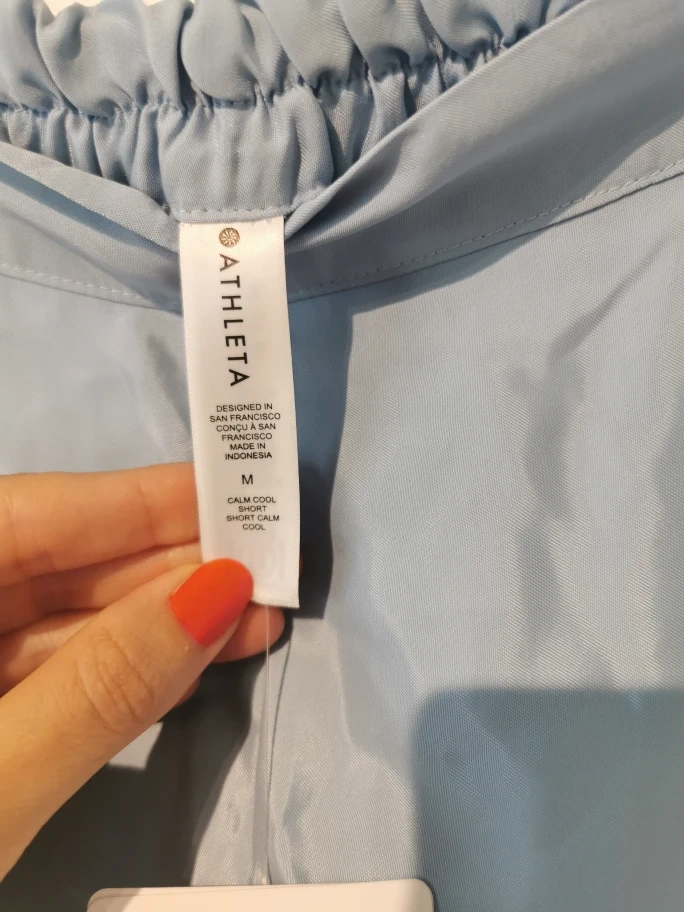 ATHLETA
DESIGNED IN
SAN FRANCISCO
CONÇU À SAN
FRANCISCO
MADE IN
INDONESIA
M
CALM COOL
SHORT
SHORT CALM
COOL